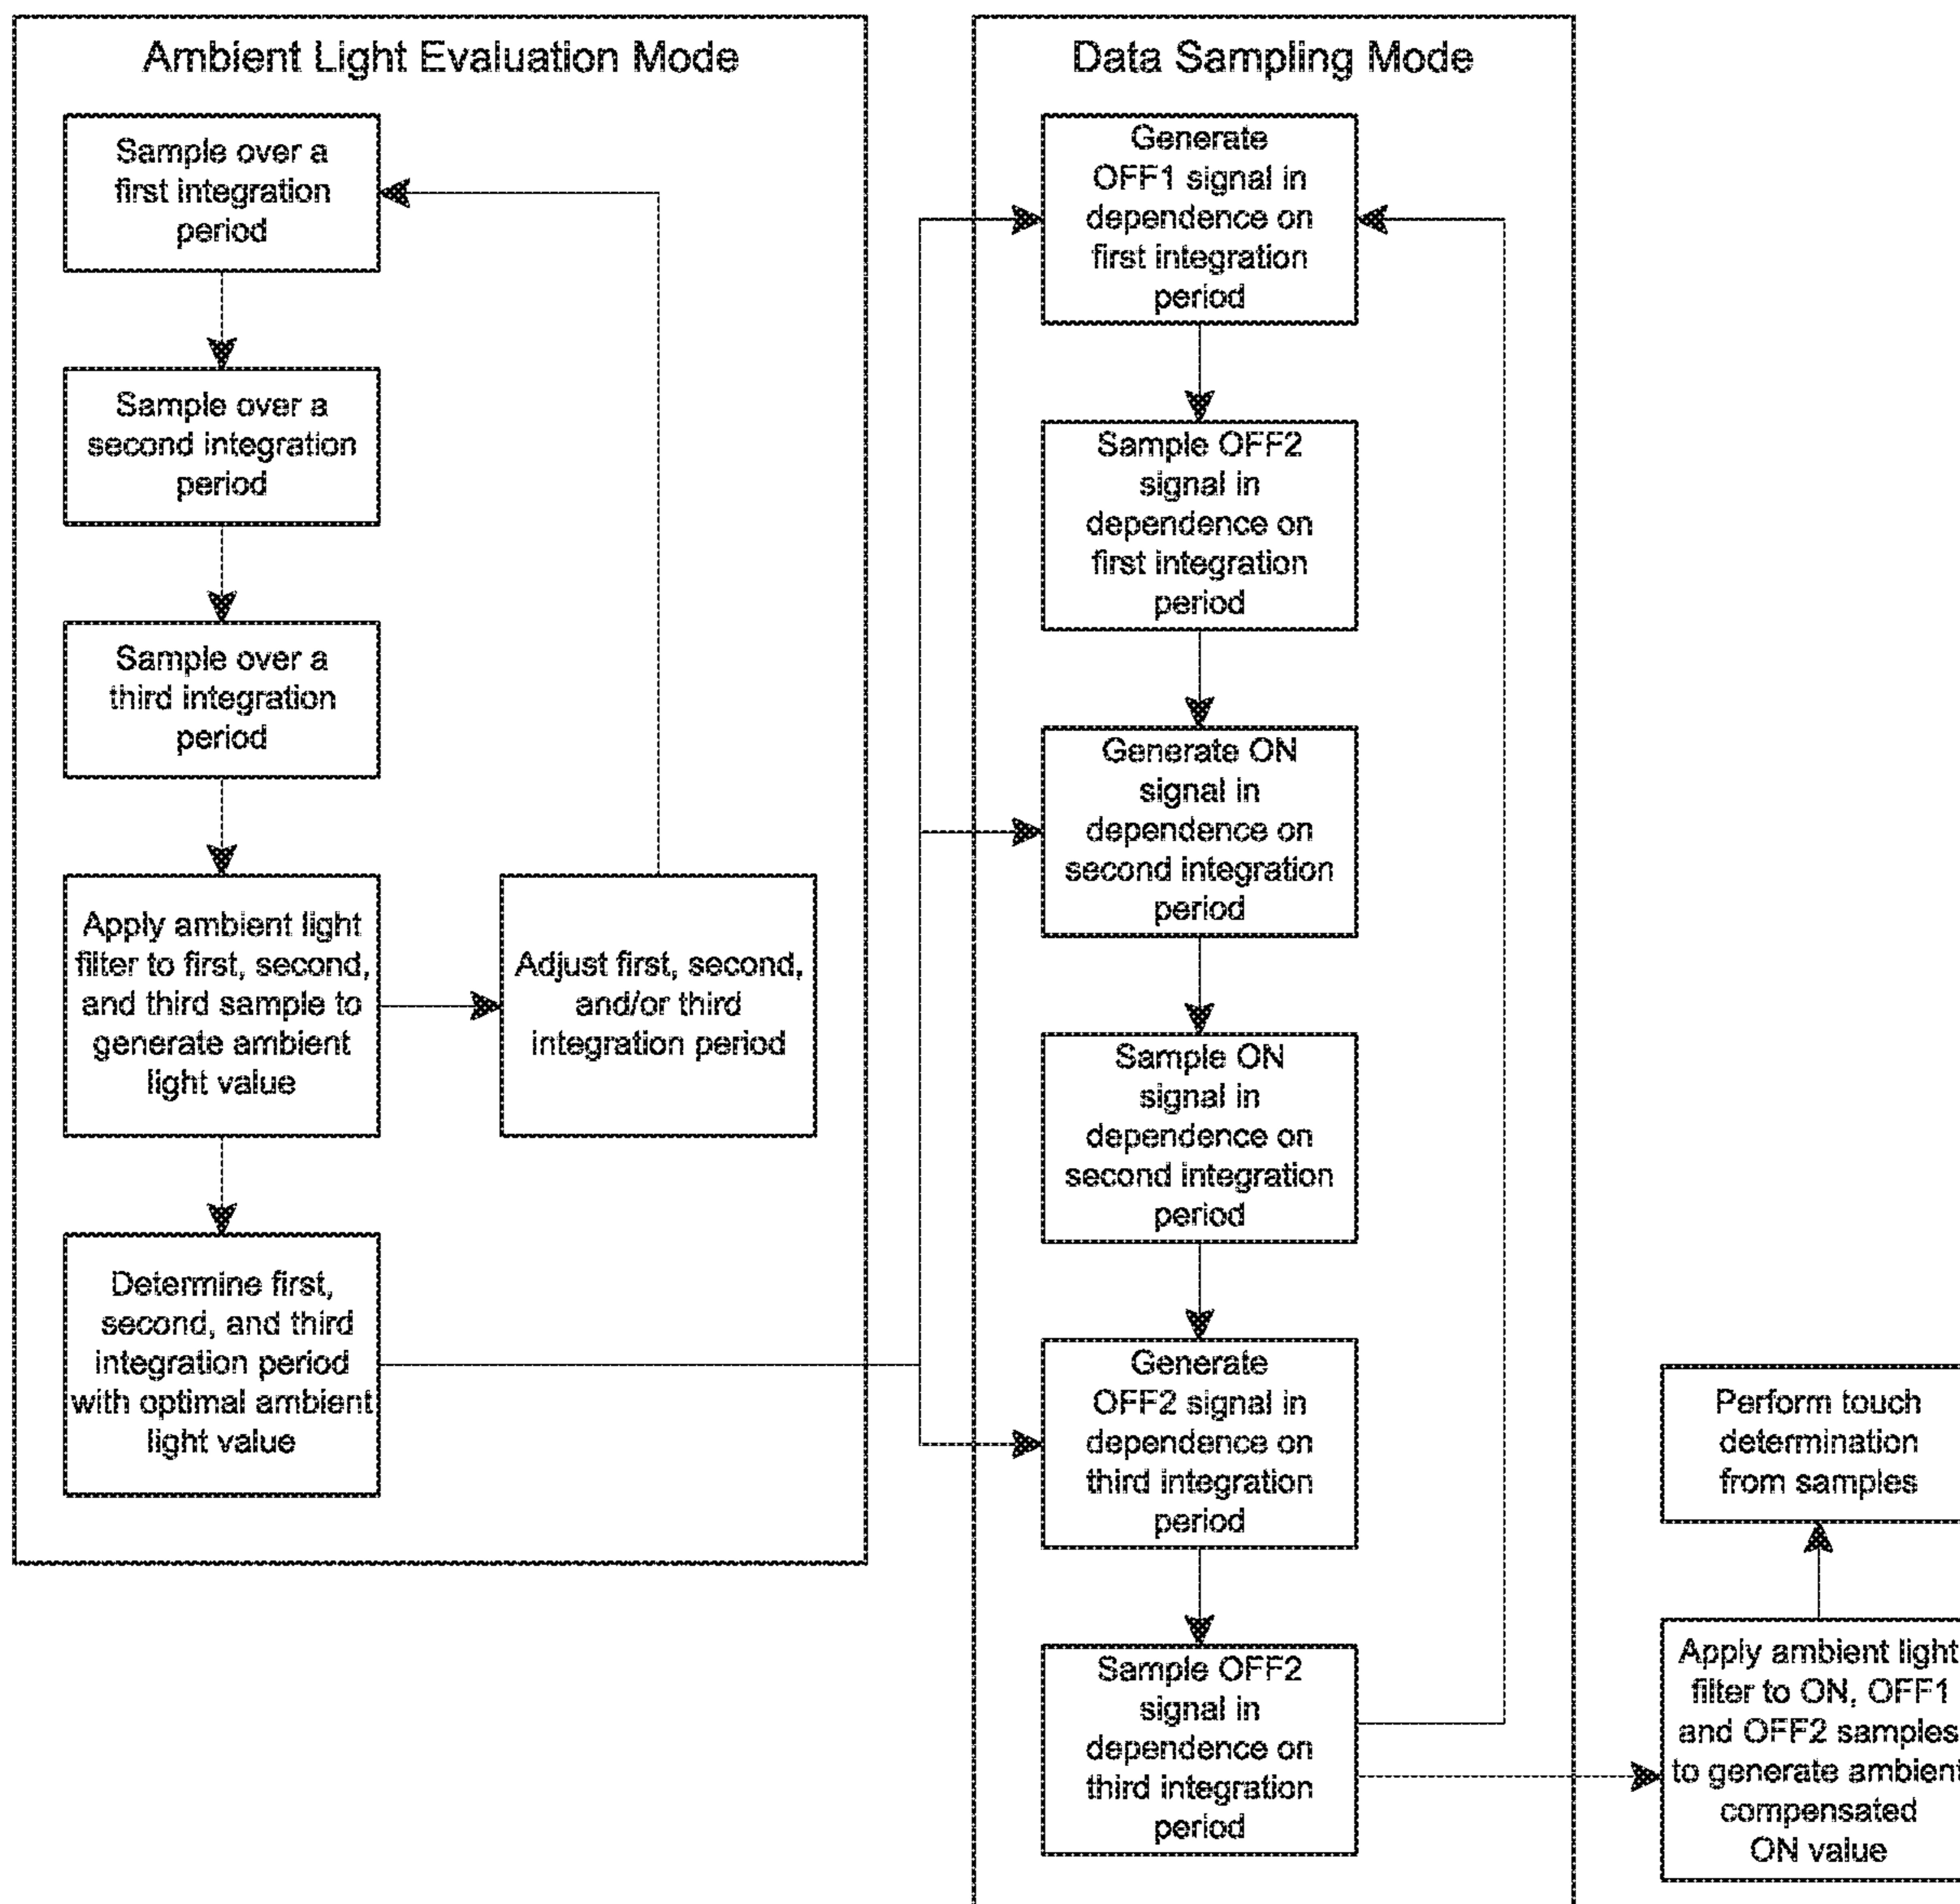 Ambient Light Evaluation Mode
Sample over a
first integration
period
Sample over a
second integration
period
Sample over a
third integration
period
Apply ambient light
filter to first, second,
and third sample to
generate ambient
light value
Adjust first, second,
and/or third
integration period
Determine first,
second, and third
integration period
with optimal ambient
light value
Data Sampling Mode
Generate
OFF1 signal in
dependence on
first integration
period
Sample OFF2
signal in
dependence on
first integration
period
Generate ON
signal in
dependence on
second integration
period
Sample ON
signal in
dependence on
second integration
period
Generate
OFF2 signal in
dependence on
third integration
period
Sample OFF2
signal in
dependence on
third integration
period
Perform touch
determination
from samples
Apply ambient light
filter to ON, OFF1
and OFF2 samples
to generate ambient
compensated
ON value